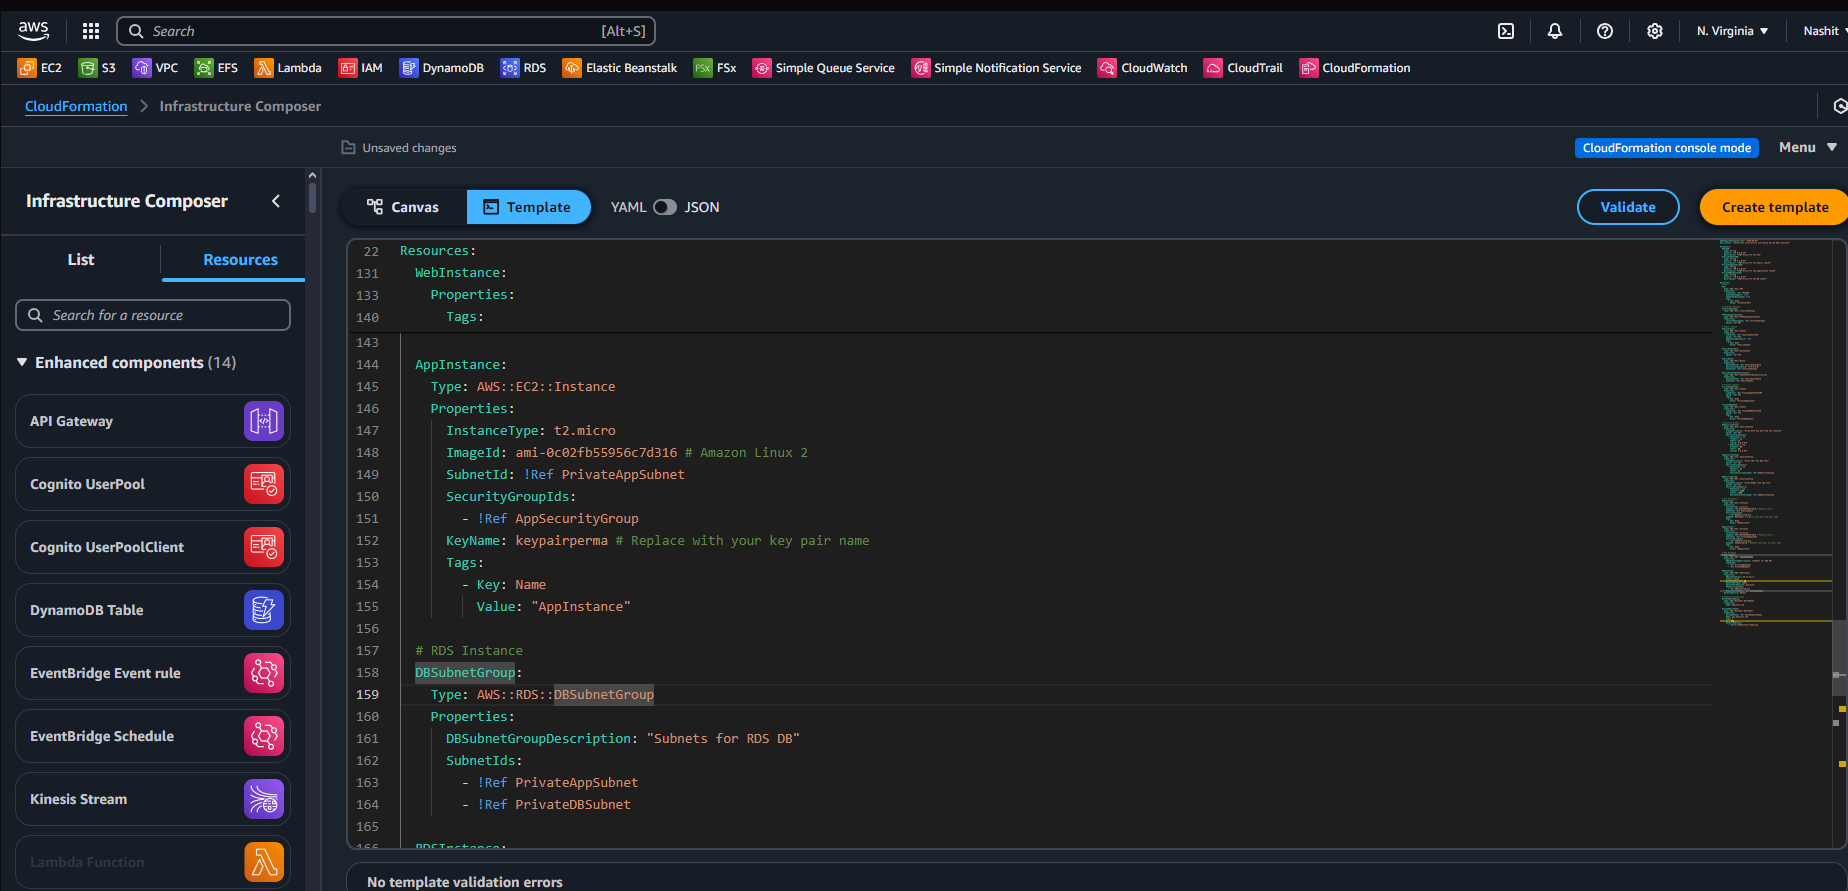 aws
Search [Alt+S]
N. Virginia
Nashit
EC2 S3 VPC EFS Lambda IAM DynamoDB RDS Elastic Beanstalk FSx FSx Simple Queue Service Simple Notification Service CloudWatch CloudTrail CloudFormation
CloudFormation > Infrastructure Composer
Unsaved changes
CloudFormation console mode
Menu
Infrastructure Composer
List
Resources
Search for a resource
Enhanced components (14)
API Gateway
Cognito UserPool
Cognito UserPoolClient
DynamoDB Table
EventBridge Event rule
EventBridge Schedule
Kinesis Stream
Lambda Function
Canvas
Template
YAML
JSON
Validate
Create template
22 Resources:
131 WebInstance:
133 Properties:
140 Tags:
143
144 AppInstance:
145 Type: AWS::EC2::Instance
146 Properties:
147 InstanceType: t2.micro
148 ImageId: ami-0c02fb55956c7d316 # Amazon Linux 2
149 SubnetId: !Ref PrivateAppSubnet
150 SecurityGroupIds:
151 - !Ref AppSecurityGroup
152 KeyName: keypairperma # Replace with your key pair name
153 Tags:
154 - Key: Name
155 Value: "AppInstance"
156
157 # RDS Instance
158 DBSubnetGroup:
159 Type: AWS::RDS::DBSubnetGroup
160 Properties:
161 DBSubnetGroupDescription: "Subnets for RDS DB"
162 SubnetIds:
163 - !Ref PrivateAppSubnet
164 - !Ref PrivateDBSubnet
165
166 RDSInstance:
No template validation errors